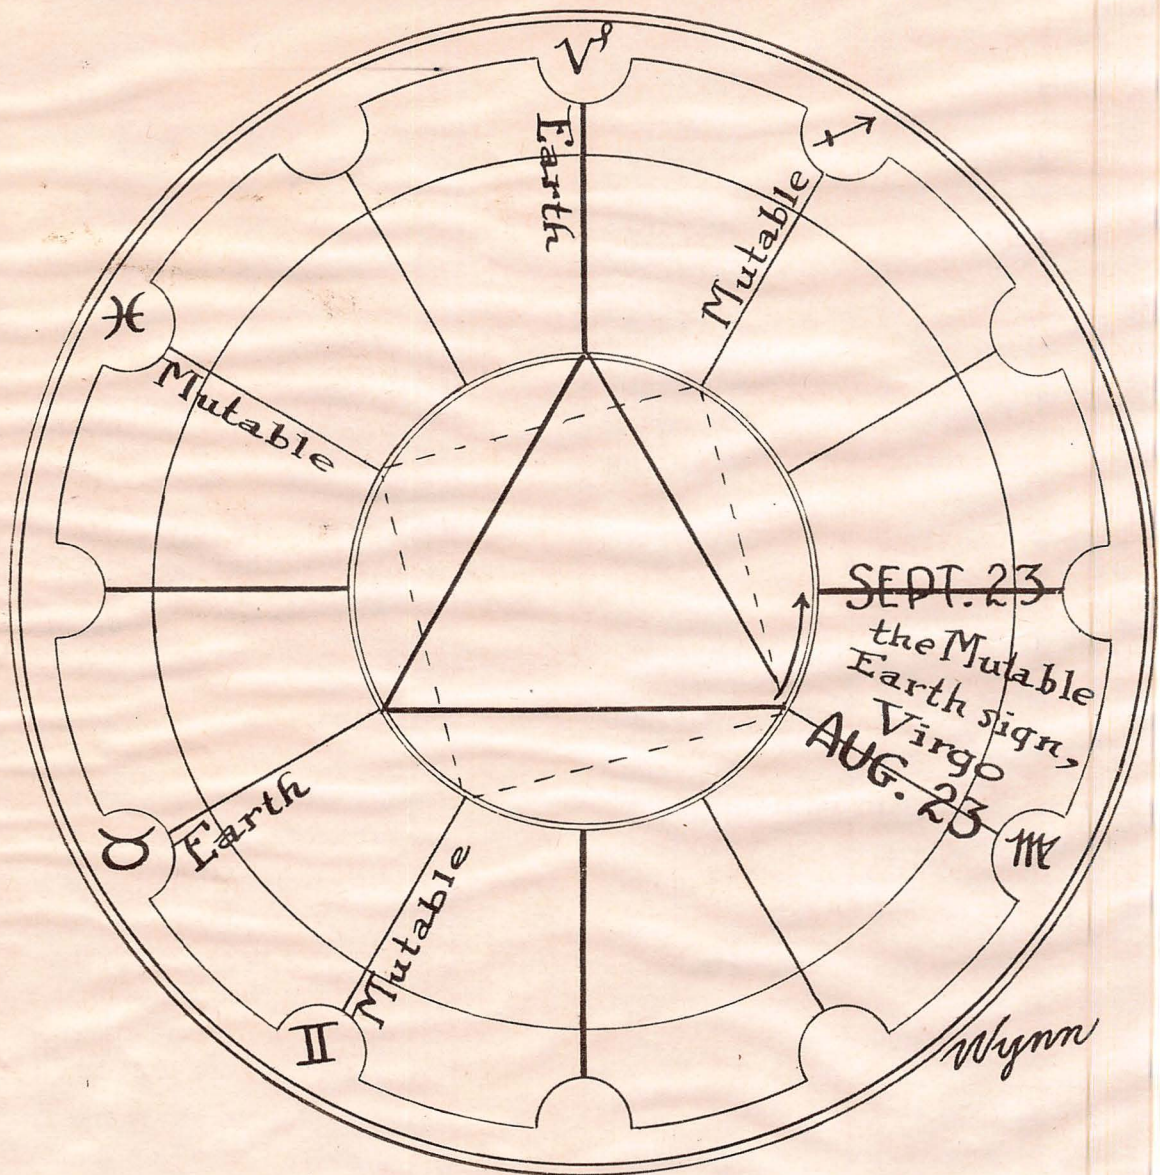 ♑
Earth
♐
Mutable
♓
Mutable
SEPT. 23
the Mutable
Earth sign,
Virgo
AUG. 23
♍
♉
Earth
Mutable
♊
Wynn